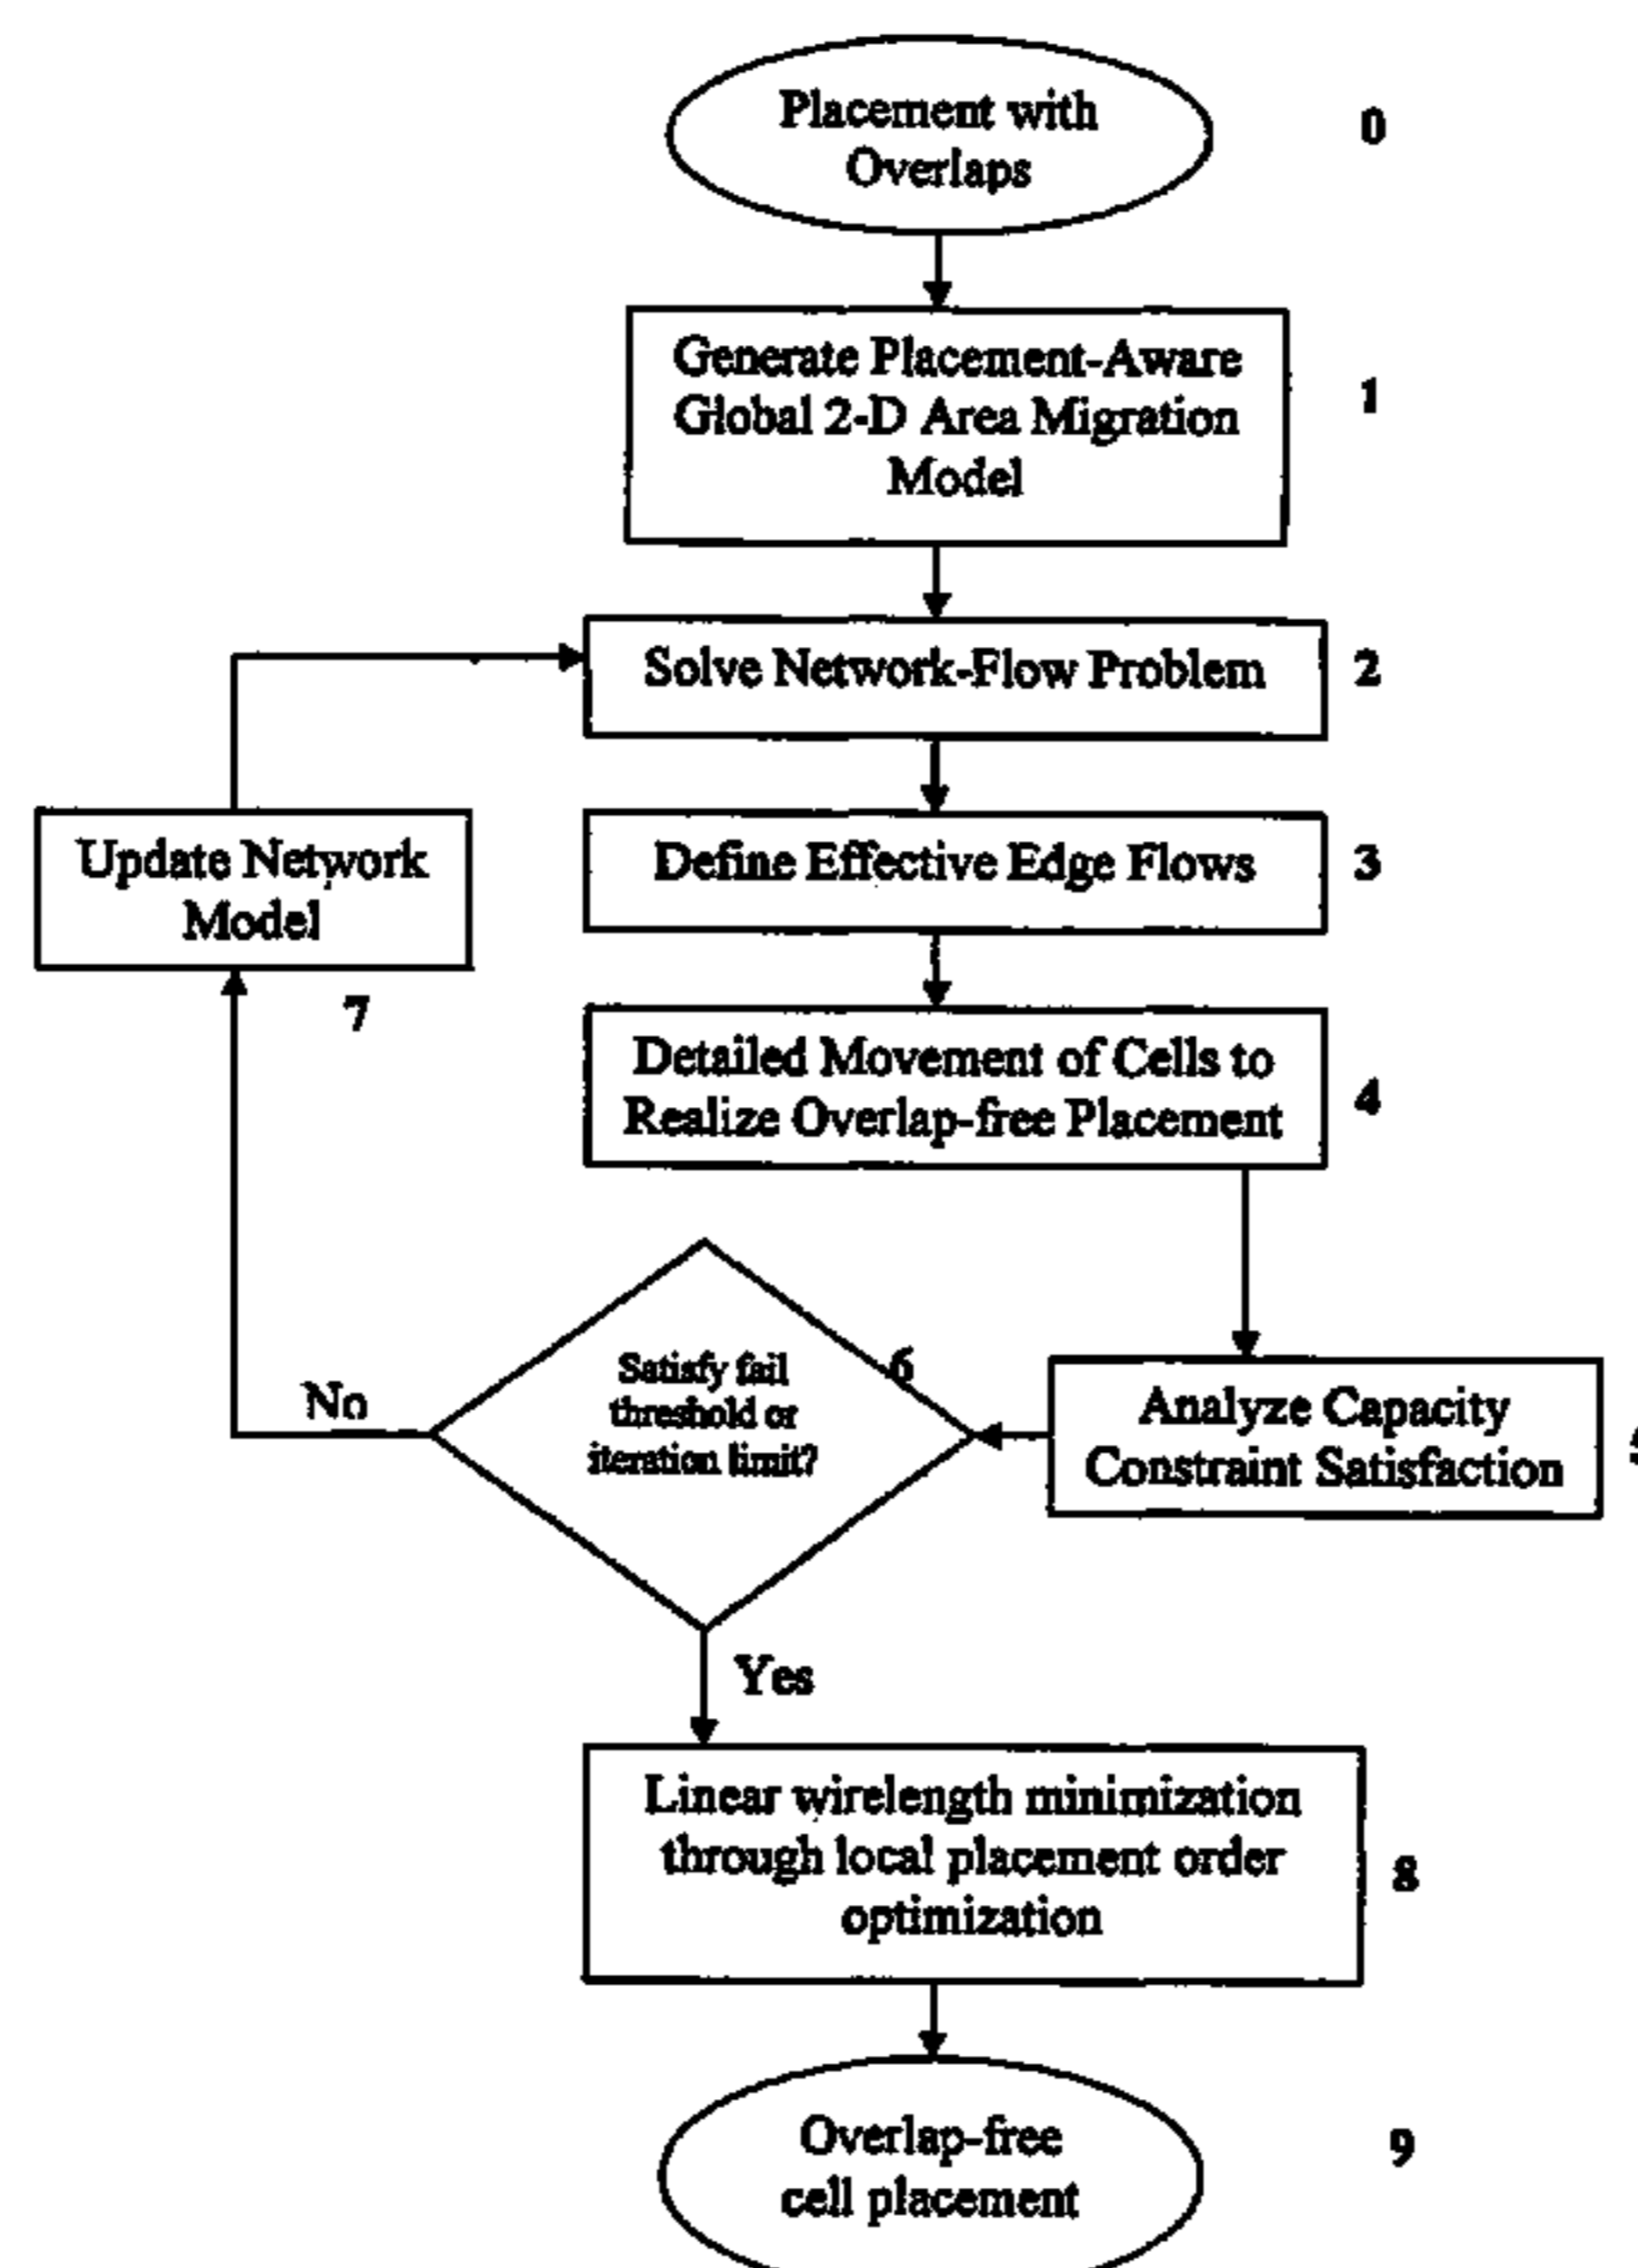 Placement with
Overlaps
0
Generate Placement-Aware
Global 2-D Area Migration
Model
1
Solve Network-Flow Problem
2
Define Effective Edge Flows
3
Update Network
Model
7
Detailed Movement of Cells to
Realize Overlap-free Placement
4
Satisfy fail
threshold or
iteration limit?
6
No
Analyze Capacity
Constraint Satisfaction
Yes
Linear wirelength minimization
through local placement order
optimization
8
Overlap-free
cell placement
9